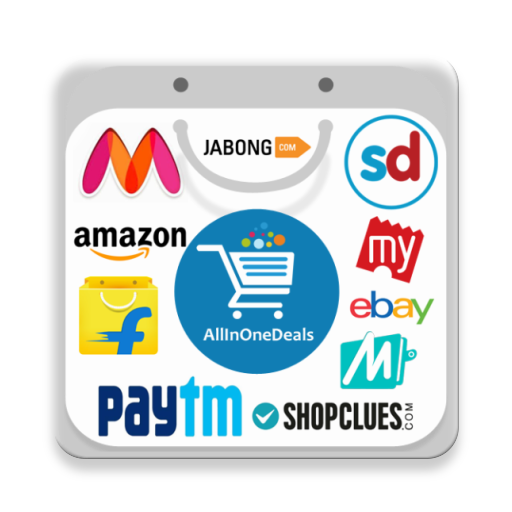 JABONG COM
sd
amazon
my
ebay
f
AllInOneDeals
M
paytm
SHOPCLUES.COM